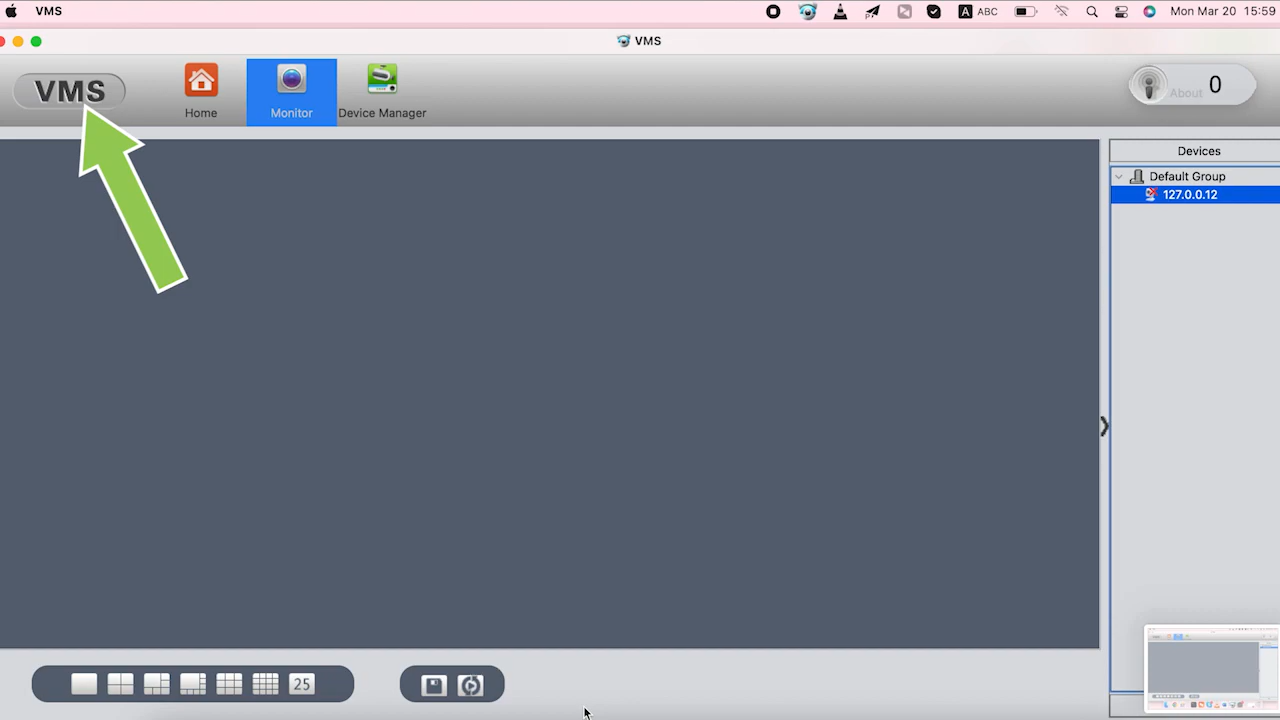 VMS
ABC
Mon Mar 20 15:59
VMS
VMS
Home
Monitor
Device Manager
About
0
Devices
Default Group
127.0.0.12
25